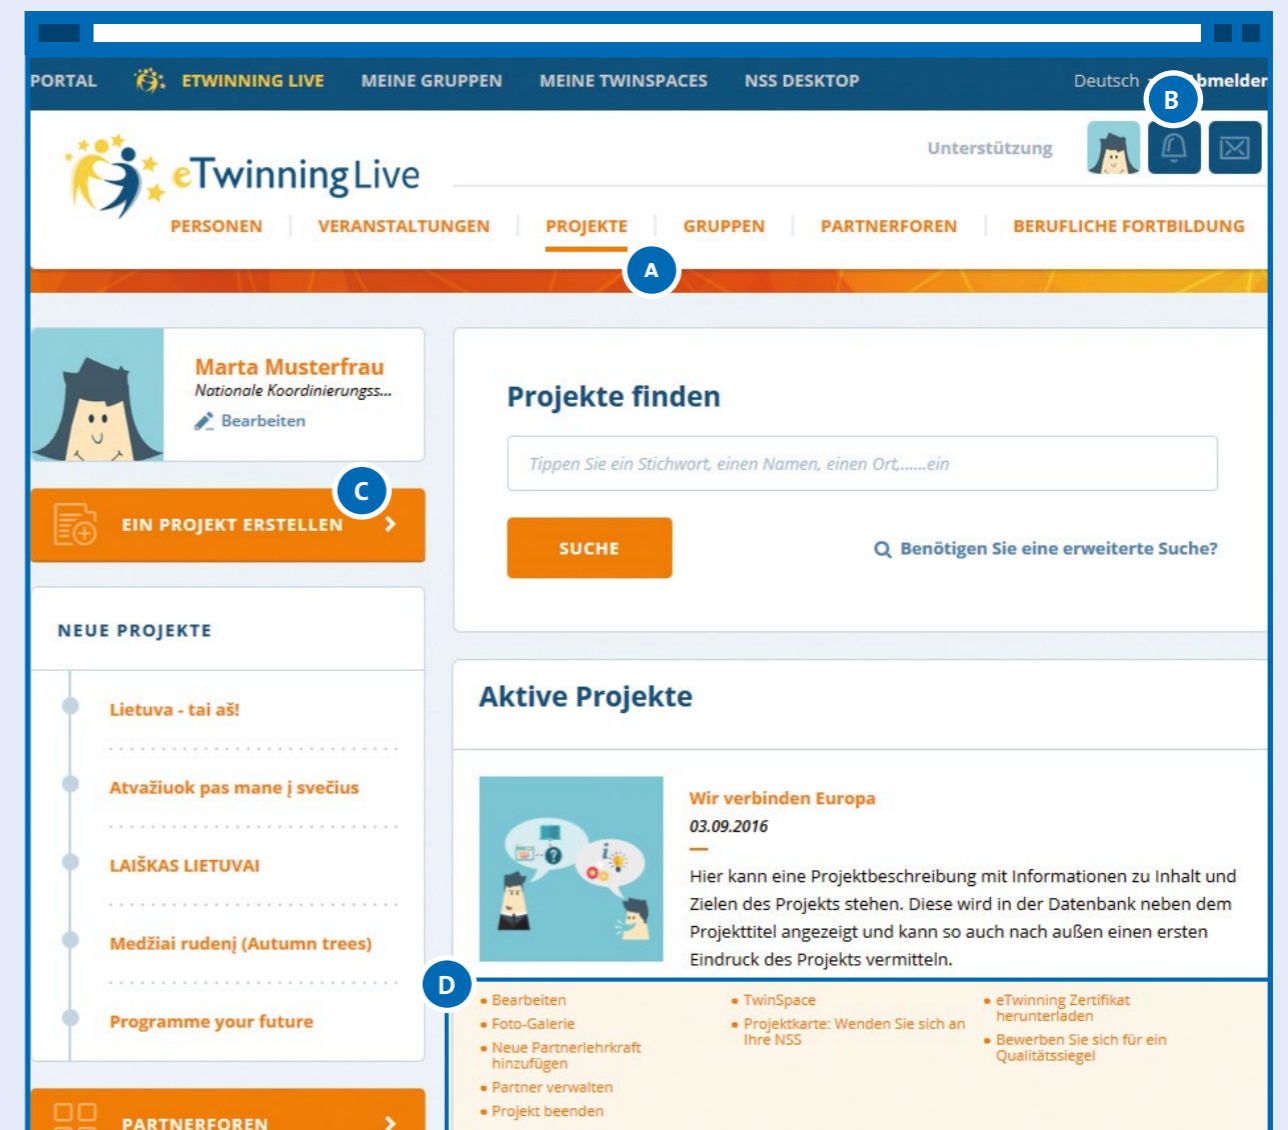 PORTAL ETWINNING LIVE MEINE GRUPPEN MEINE TWINSPACES NSS DESKTOP Deutsch bmelden
B
Unterstützung
eTwinningLive
PERSONEN VERANSTALTUNGEN PROJEKTE GRUPPEN PARTNERFOREN BERUFLICHE FORTBILDUNG
A
Marta Musterfrau
Nationale Koordinierungss...
Bearbeiten
C
EIN PROJEKT ERSTELLEN
NEUE PROJEKTE
Lietuva - tai aš!
Atvažiuok pas mane į svečius
LAIŠKAS LIETUVAI
Medžiai rudenį (Autumn trees)
Programme your future
PARTNERFOREN
Projekte finden
Tippen Sie ein Stichwort, einen Namen, einen Ort,......ein
SUCHE
Benötigen Sie eine erweiterte Suche?
Aktive Projekte
Wir verbinden Europa
03.09.2016
Hier kann eine Projektbeschreibung mit Informationen zu Inhalt und
Zielen des Projekts stehen. Diese wird in der Datenbank neben dem
Projekttitel angezeigt und kann so auch nach außen einen ersten
Eindruck des Projekts vermitteln.
D
• Bearbeiten
• Foto-Galerie
• Neue Partnerlehrkraft
hinzufügen
• Partner verwalten
• Projekt beenden
• TwinSpace
• Projektkarte: Wenden Sie sich an
Ihre NSS
• eTwinning Zertifikat
herunterladen
• Bewerben Sie sich für ein
Qualitätssiegel